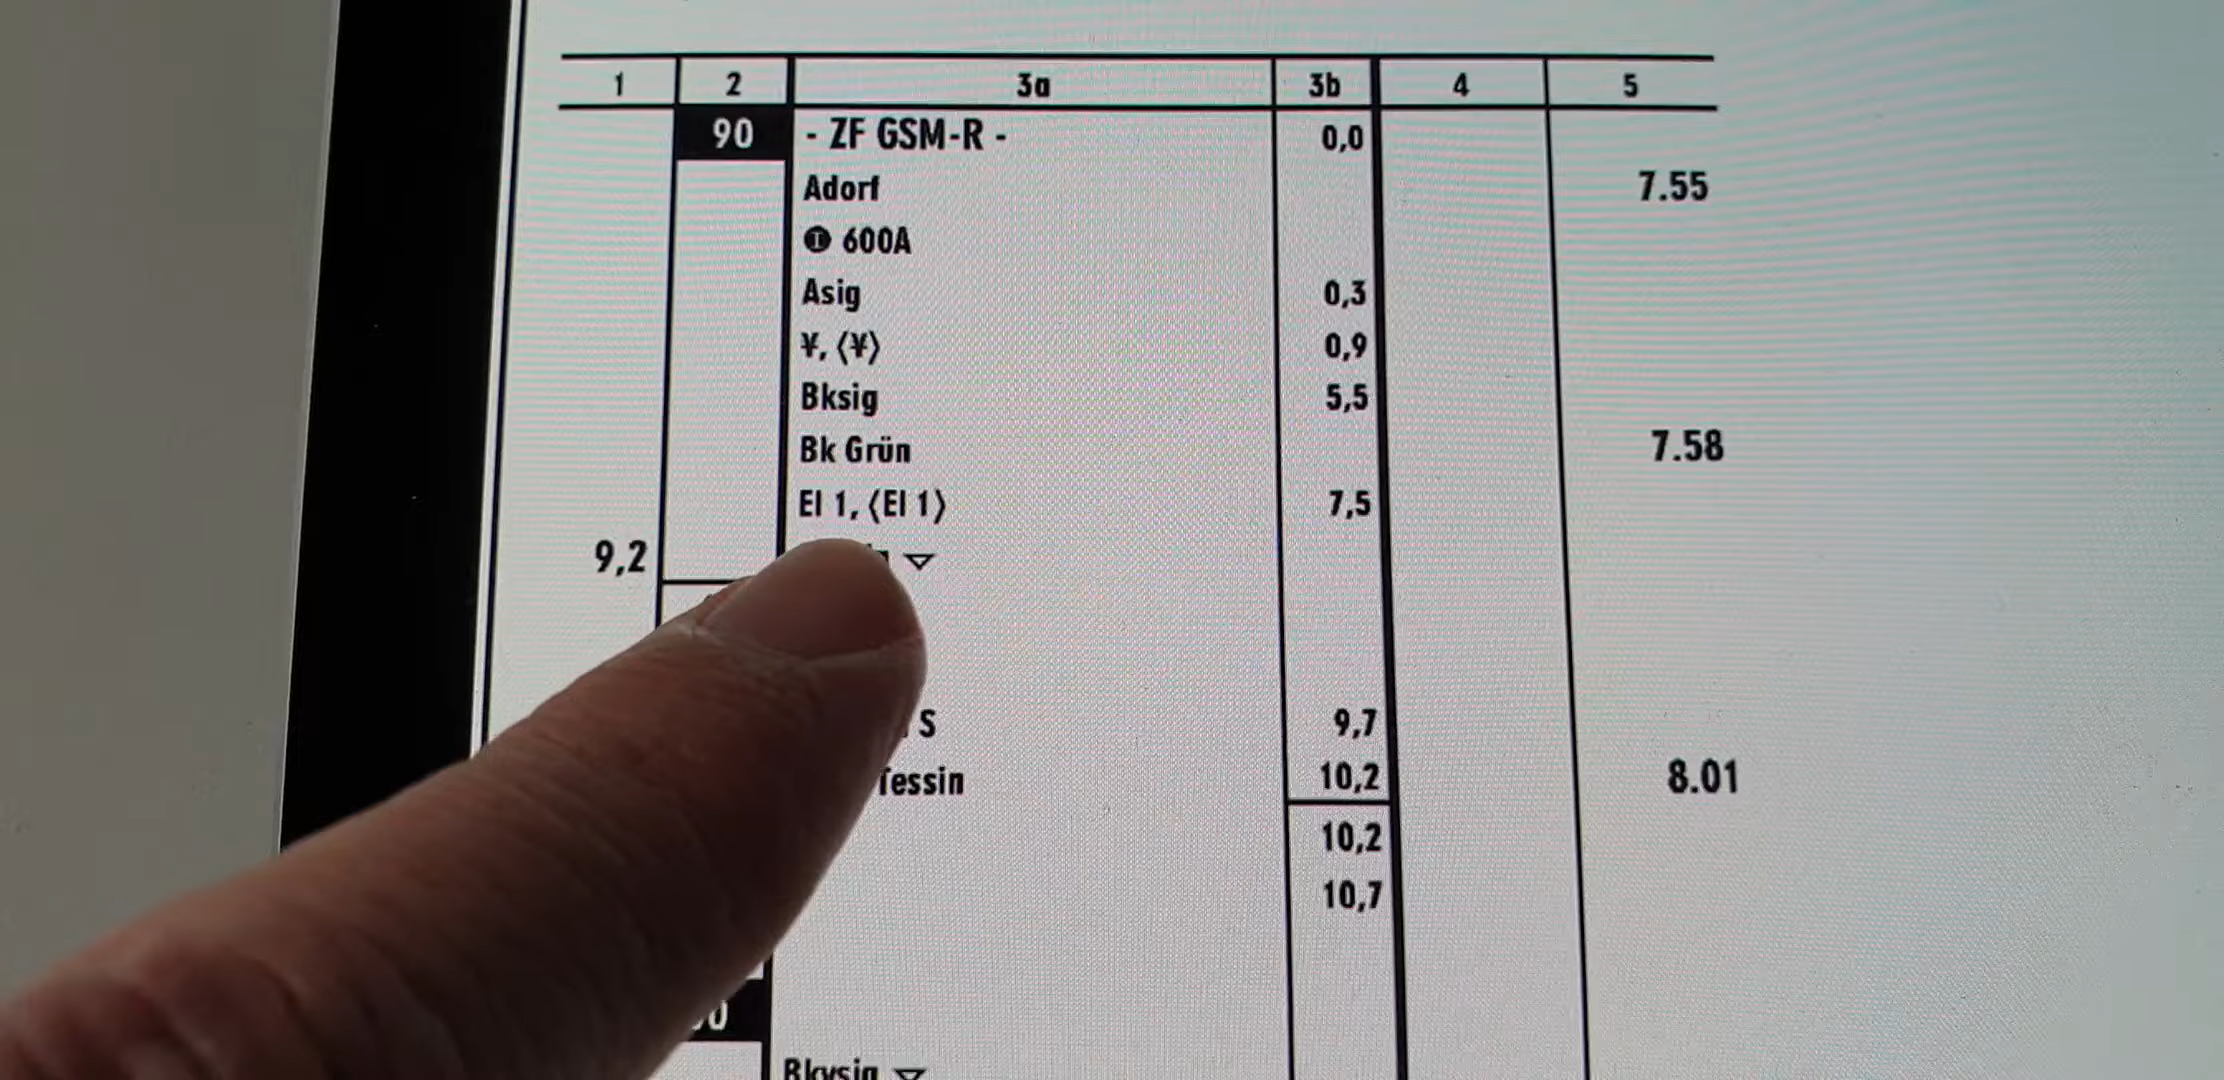 1 2 3a 3b 4 5
90 - ZF GSM-R - 0,0
Adorf 7.55
600A
Asig 0,3
¥, ⟨¥⟩ 0,9
Bksig 5,5
Bk Grün 7.58
El 1, ⟨El 1⟩ 7,5
9,2 ▽
S 9,7
Tessin 10,2 8.01
10,2
10,7
Bkvsig ▽